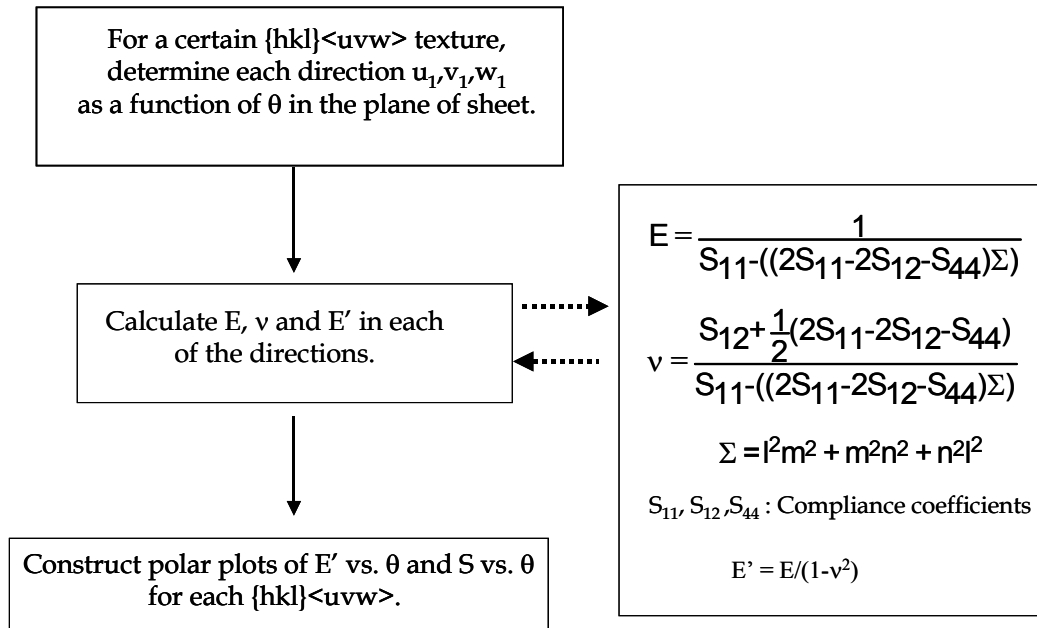 For a certain {hkl}<uvw> texture,
determine each direction u₁,v₁,w₁
as a function of θ in the plane of sheet.
Calculate E, ν and E’ in each
of the directions.
Construct polar plots of E’ vs. θ and S vs. θ
for each {hkl}<uvw>.
E = 1 / (S₁₁-((2S₁₁-2S₁₂-S₄₄)Σ))
ν = (S₁₂+½(2S₁₁-2S₁₂-S₄₄)) / (S₁₁-((2S₁₁-2S₁₂-S₄₄)Σ))
Σ =l²m² + m²n² + n²l²
S₁₁, S₁₂ ,S₄₄ : Compliance coefficients
E’ = E/(1-ν²)